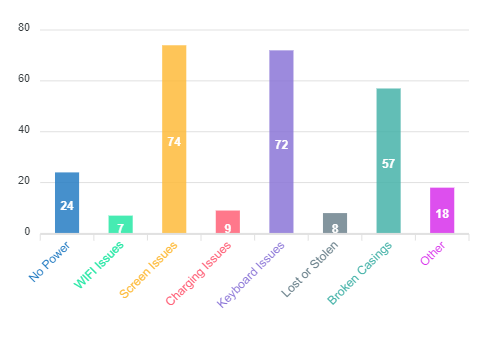 80
60
40
20
0
24
7
74
9
72
8
57
18
No Power
WIFI Issues
Screen Issues
Charging Issues
Keyboard Issues
Lost or Stolen
Broken Casings
Other